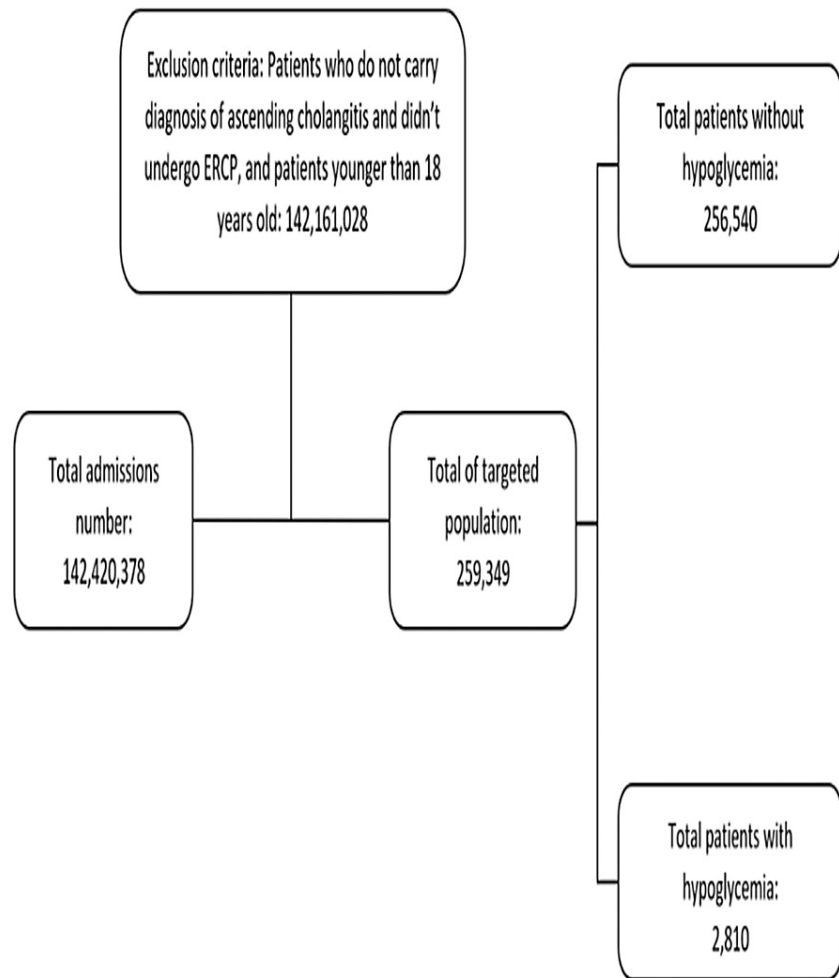 Exclusion criteria: Patients who do not carry
diagnosis of ascending cholangitis and didn't
undergo ERCP, and patients younger than 18
years old: 142,161,028
Total patients without
hypoglycemia:
256,540
Total admissions
number:
142,420,378
Total of targeted
population:
259,349
Total patients with
hypoglycemia:
2,810